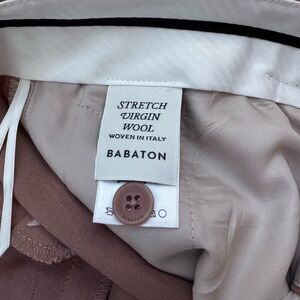 STRETCH
VIRGIN
WOOL
WOVEN IN ITALY
BABATON